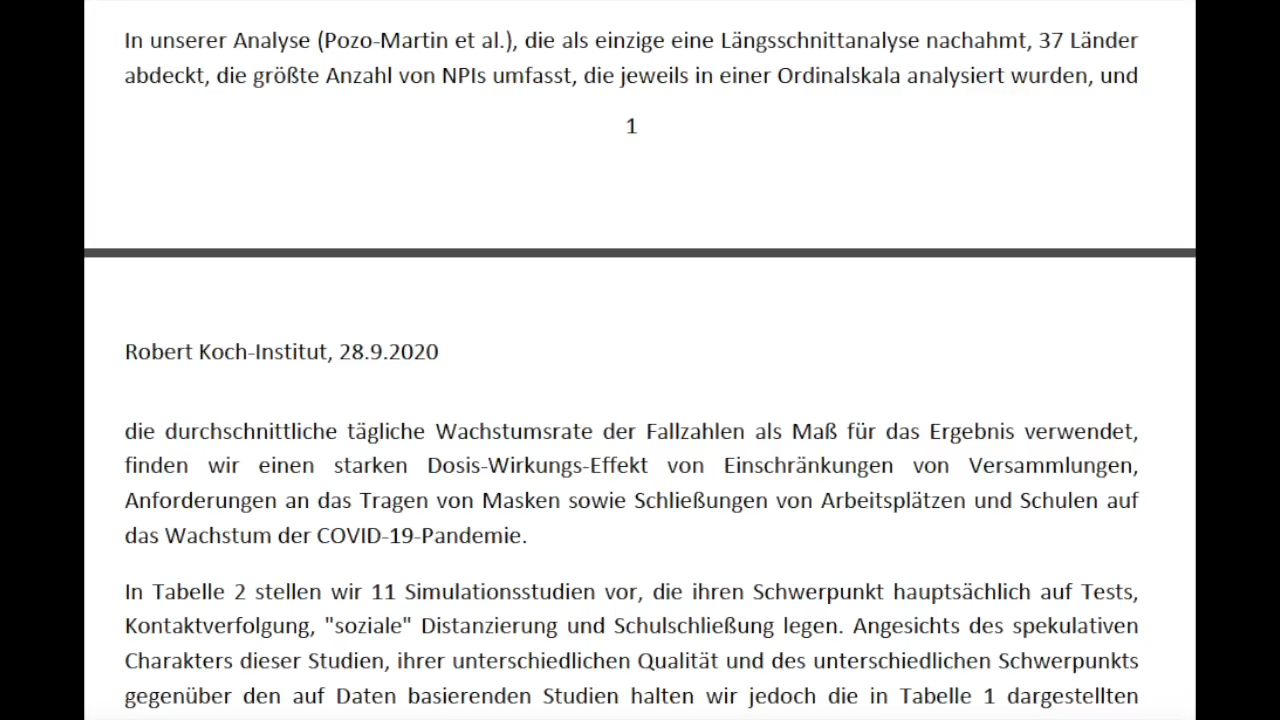 In unserer Analyse (Pozo-Martin et al.), die als einzige eine Längsschnittanalyse nachahmt, 37 Länder
abdeckt, die größte Anzahl von NPIs umfasst, die jeweils in einer Ordinalskala analysiert wurden, und
1
Robert Koch-Institut, 28.9.2020
die durchschnittliche tägliche Wachstumsrate der Fallzahlen als Maß für das Ergebnis verwendet,
finden wir einen starken Dosis-Wirkungs-Effekt von Einschränkungen von Versammlungen,
Anforderungen an das Tragen von Masken sowie Schließungen von Arbeitsplätzen und Schulen auf
das Wachstum der COVID-19-Pandemie.
In Tabelle 2 stellen wir 11 Simulationsstudien vor, die ihren Schwerpunkt hauptsächlich auf Tests,
Kontaktverfolgung, "soziale" Distanzierung und Schulschließung legen. Angesichts des spekulativen
Charakters dieser Studien, ihrer unterschiedlichen Qualität und des unterschiedlichen Schwerpunkts
gegenüber den auf Daten basierenden Studien halten wir jedoch die in Tabelle 1 dargestellten